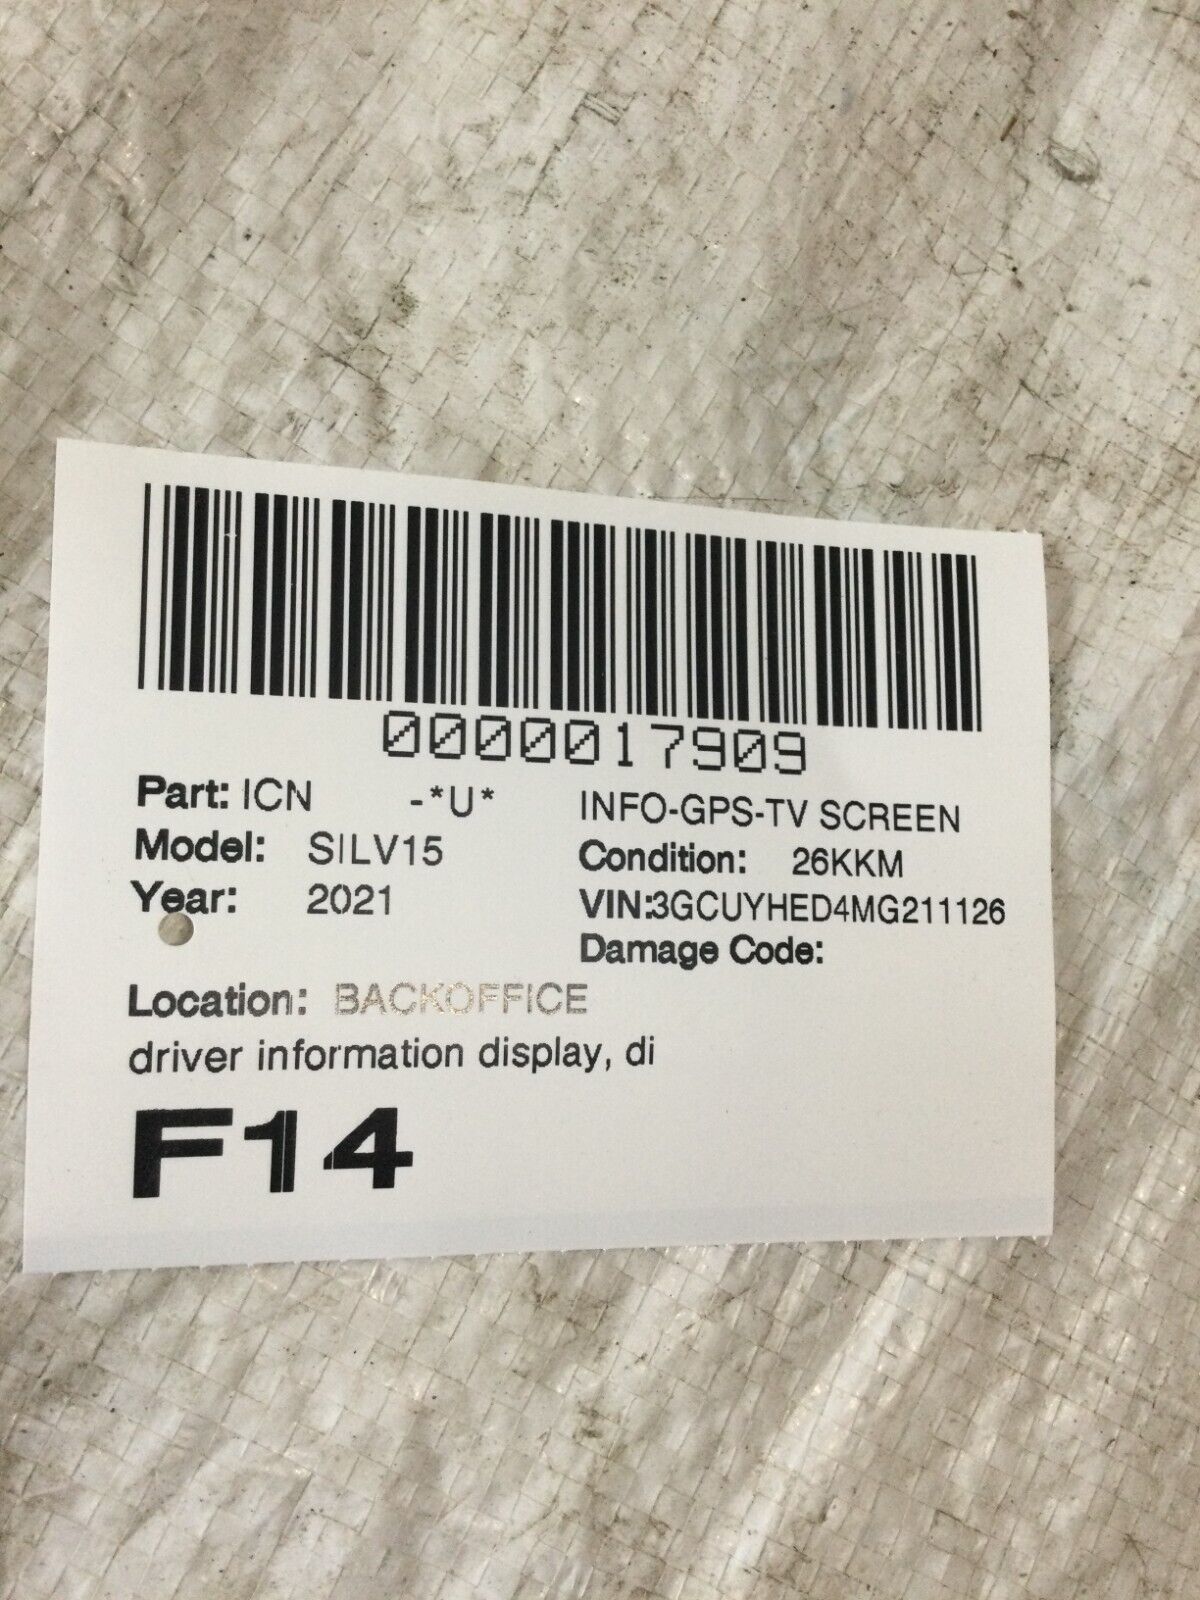 0000017909
Part: ICN -*U* INFO-GPS-TV SCREEN
Model: SILV15 Condition: 26KKM
Year: 2021 VIN:3GCUYHED4MG211126
Damage Code:
Location: BACKOFFICE
driver information display, di
F14